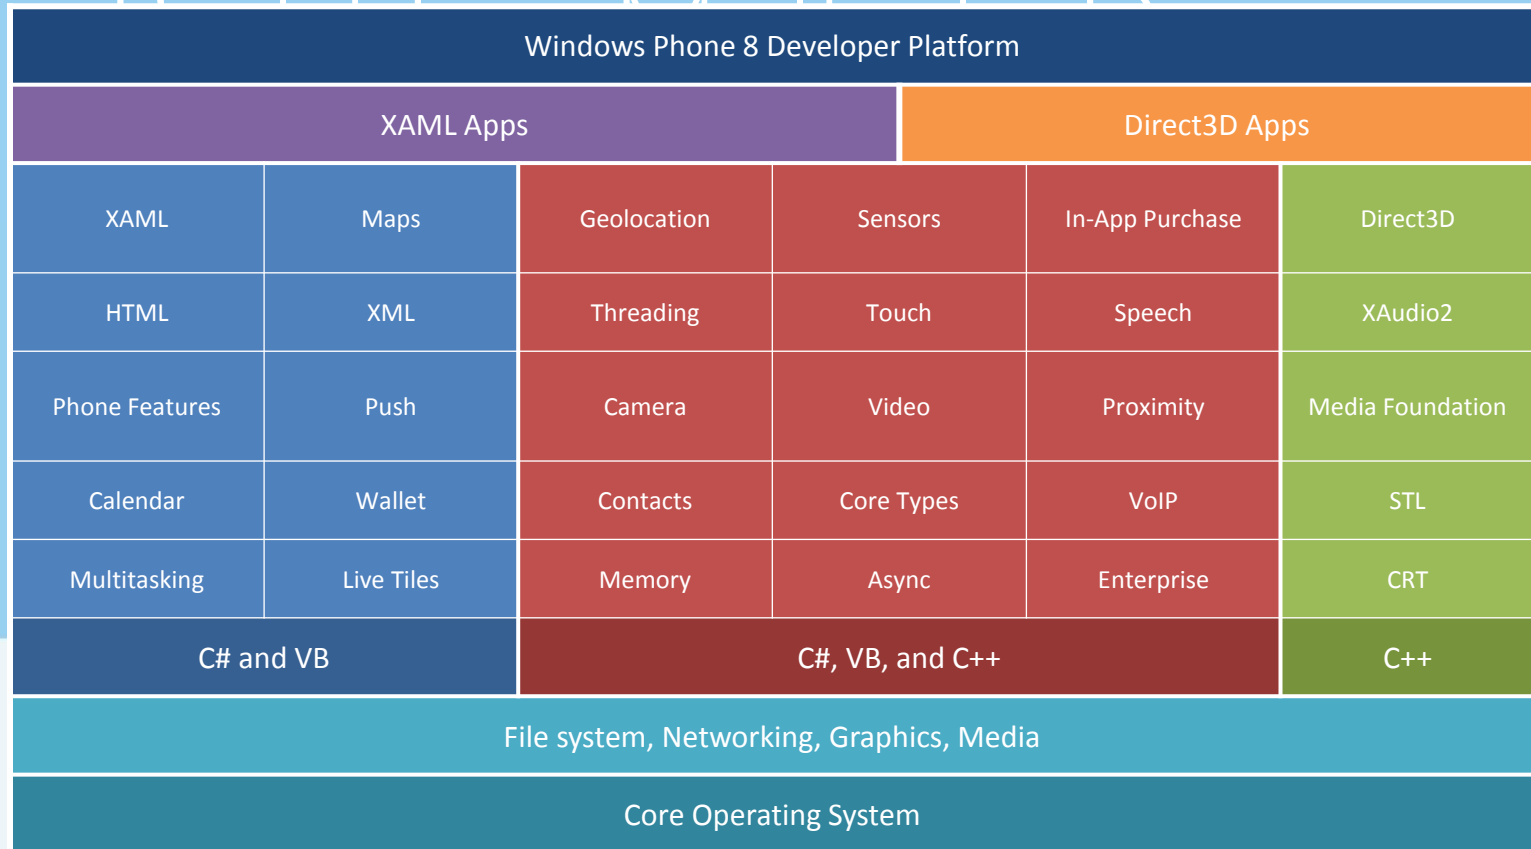 Windows Phone 8 Developer Platform
XAML Apps
Direct3D Apps
XAML
Maps
Geolocation
Sensors
In-App Purchase
Direct3D
HTML
XML
Threading
Touch
Speech
XAudio2
Phone Features
Push
Camera
Video
Proximity
Media Foundation
Calendar
Wallet
Contacts
Core Types
VoIP
STL
Multitasking
Live Tiles
Memory
Async
Enterprise
CRT
C# and VB
C#, VB, and C++
C++
File system, Networking, Graphics, Media
Core Operating System